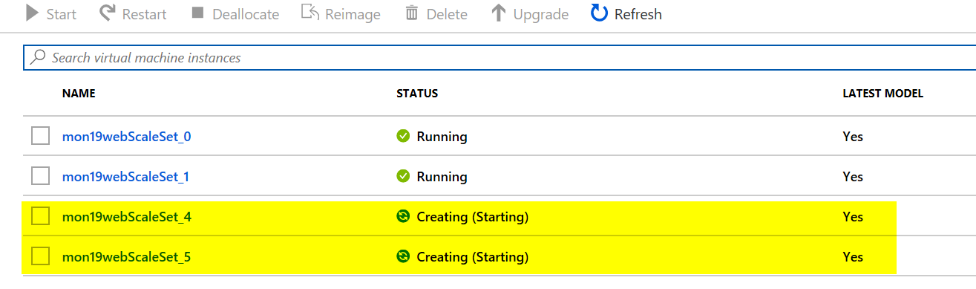 Start Restart Deallocate Reimage Delete Upgrade Refresh
Search virtual machine instances
NAME STATUS LATEST MODEL
mon19webScaleSet_0 Running Yes
mon19webScaleSet_1 Running Yes
mon19webScaleSet_4 Creating (Starting) Yes
mon19webScaleSet_5 Creating (Starting) Yes